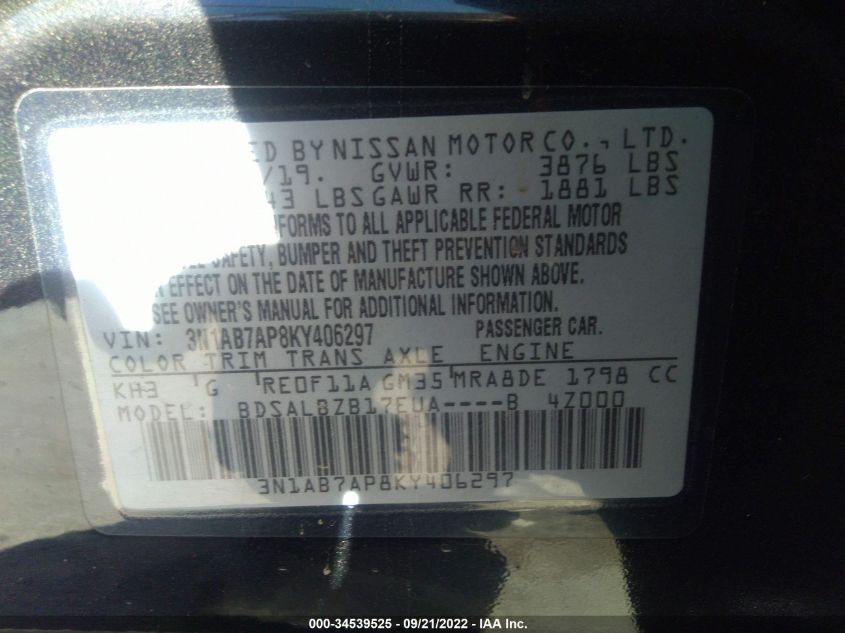 ED BY NISSAN MOTOR CO., LTD.
/19. GVWR: 3876 LBS
43 LBS GAWR RR: 1881 LBS
NFORMS TO ALL APPLICABLE FEDERAL MOTOR
SAFETY, BUMPER AND THEFT PREVENTION STANDARDS
EFFECT ON THE DATE OF MANUFACTURE SHOWN ABOVE.
SEE OWNER'S MANUAL FOR ADDITIONAL INFORMATION.
VIN: 3N1AB7AP8KY406297 PASSENGER CAR.
COLOR TRIM TRANS AXLE ENGINE
KH3 G RE0F11A GM35 MRA8DE 1798 CC
MODEL: BDSALBZB17EUA----B 4Z000
3N1AB7AP8KY406297
000-34539525 - 09/21/2022 - IAA Inc.